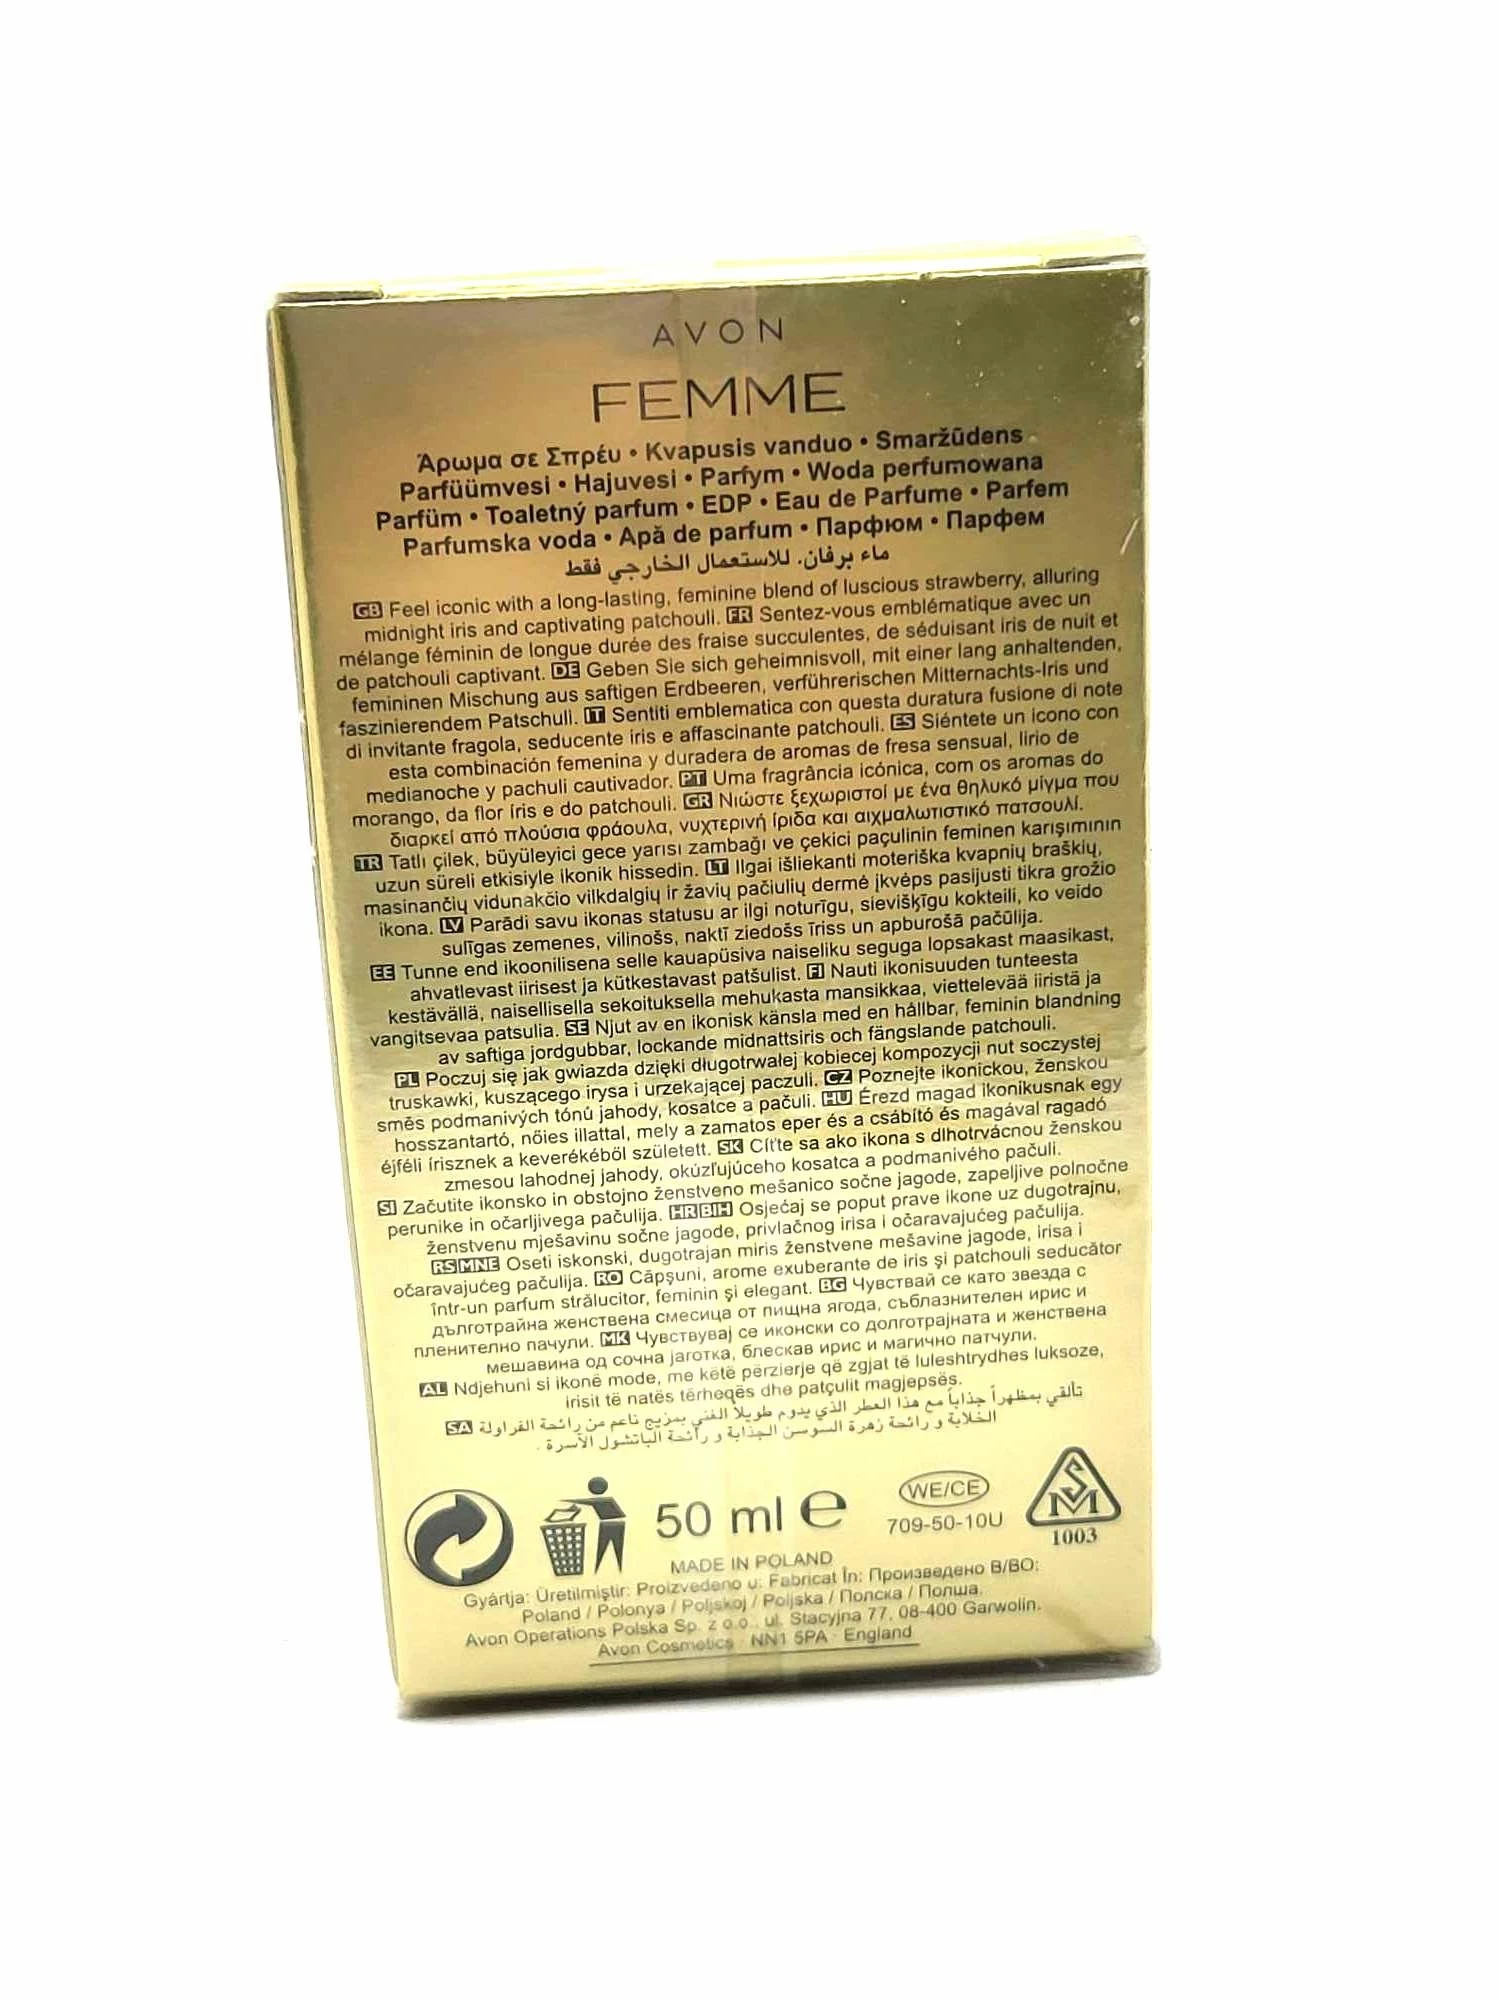 AVON
FEMME
Άρωμα σε Σπρέυ • Kvapusis vanduo • Smaržūdens
Parfüümvesi • Hajuvesi • Parfym • Woda perfumowana
Parfüm • Toaletný parfum • EDP • Eau de Parfume • Parfem
Parfumska voda • Apă de parfum • Парфюм • Парфем
ماء برفان. للاستعمال الخارجي فقط
GB Feel iconic with a long-lasting, feminine blend of luscious strawberry, alluring
midnight iris and captivating patchouli. FR Sentez-vous emblématique avec un
mélange féminin de longue durée des fraise succulentes, de séduisant iris de nuit et
de patchouli captivant. DE Geben Sie sich geheimnisvoll, mit einer lang anhaltenden,
femininen Mischung aus saftigen Erdbeeren, verführerischen Mitternachts-Iris und
faszinierendem Patschuli. IT Sentiti emblematica con questa duratura fusione di note
di invitante fragola, seducente iris e affascinante patchouli. ES Siéntete un icono con
esta combinación femenina y duradera de aromas de fresa sensual, lirio de
medianoche y pachuli cautivador. PT Uma fragrância icónica, com os aromas do
morango, da flor íris e do patchouli. GR Νιώστε ξεχωριστοί με ένα θηλυκό μίγμα που
διαρκεί από πλούσια φράουλα, νυχτερινή ίριδα και αιχμαλωτιστικό πατσουλί.
TR Tatlı çilek, büyüleyici gece yarısı zambağı ve çekici paçulinin feminen karışımının
uzun süreli etkisiyle ikonik hissedin. LT Ilgai išliekanti moteriška kvapnių braškių,
masinančių vidunakčio vilkdalgių ir žavių pačiulių dermė įkvėps pasijusti tikra grožio
ikona. LV Parādi savu ikonas statusu ar ilgi noturīgu, sievišķīgu kokteili, ko veido
sulīgas zemenes, vilinošs, naktī ziedošs īriss un apburošā pačūlija.
EE Tunne end ikoonilisena selle kauapüsiva naiseliku seguga lopsakast maasikast,
ahvatlevast iirisest ja kütkestavast patšulist. FI Nauti ikonisuuden tunteesta
kestävällä, naisellisella sekoituksella mehukasta mansikkaa, viettelevää iiristä ja
vangitsevaa patsulia. SE Njut av en ikonisk känsla med en hållbar, feminin blandning
av saftiga jordgubbar, lockande midnattsiris och fängslande patchouli.
PL Poczuj się jak gwiazda dzięki długotrwałej kobiecej kompozycji nut soczystej
truskawki, kuszącego irysa i urzekającej paczuli. CZ Poznejte ikonickou, ženskou
směs podmanivých tónů jahody, kosatce a pačuli. HU Érezd magad ikonikusnak egy
hosszantartó, nőies illattal, mely a zamatos eper és a csábító és magával ragadó
éjféli írisznek a keverékéből született. SK Cíťte sa ako ikona s dlhotrvácnou ženskou
zmesou lahodnej jahody, okúzľujúceho kosatca a podmanivého pačuli.
SI Začutite ikonsko in obstojno ženstveno mešanico sočne jagode, zapeljive polnočne
perunike in očarljivega pačulija. HR BIH Osjećaj se poput prave ikone uz dugotrajnu,
ženstvenu mješavinu sočne jagode, privlačnog irisa i očaravajućeg pačulija.
RS MNE Oseti iskonski, dugotrajan miris ženstvene mešavine jagode, irisa i
očaravajućeg pačulija. RO Căpşuni, arome exuberante de iris şi patchouli seducător
într-un parfum strălucitor, feminin şi elegant. BG Чувствай се като звезда с
дълготрайна женствена смесица от пищна ягода, съблазнителен ирис и
пленително пачули. MK Чувствувај се иконски со долготрајната и женствена
мешавина од сочна јаготка, блескав ирис и магично патчули.
AL Ndjehuni si ikonë mode, me këtë përzierje që zgjat të luleshtrydhes luksoze,
irisit të natës tërheqës dhe patçulit magjepsës.
SA تألقي بمظهراً جذاباً مع هذا العطر الذي يدوم طويلاً الغني بمزيج ناعم من رائحة الفراولة
الخلابة و رائحة زهرة السوسن الجذابة و رائحة الباتشول الآسرة.
50 ml e
WE/CE
709-50-10U
SM
1003
MADE IN POLAND
Gyártja: Üretilmiştir: Proizvedeno u: Fabricat în: Произведено В/ВО:
Poland / Polonya / Poljskoj / Poljska / Полска / Полша.
Avon Operations Polska Sp. z o.o., ul. Stacyjna 77, 08-400 Garwolin.
Avon Cosmetics · NN1 5PA · England